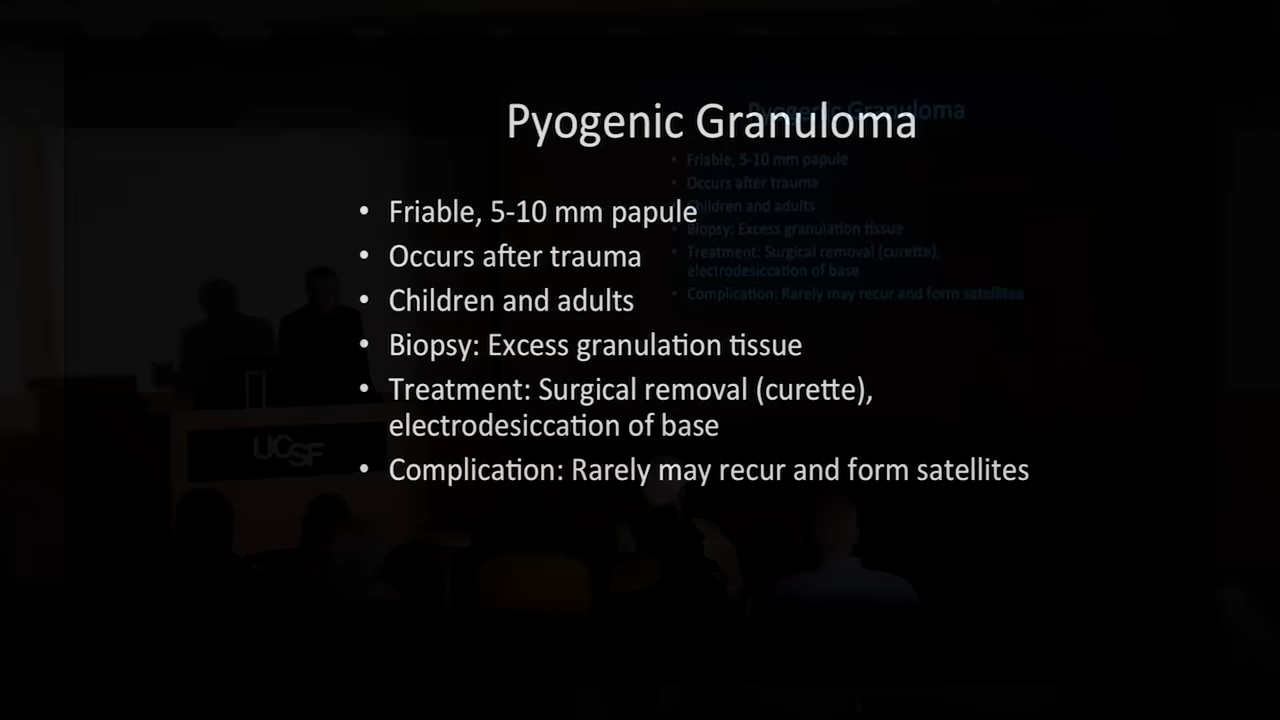 Pyogenic Granuloma
• Friable, 5-10 mm papule
• Occurs after trauma
• Children and adults
• Biopsy: Excess granulation tissue
• Treatment: Surgical removal (curette),
electrodesiccation of base
• Complication: Rarely may recur and form satellites
Pyogenic Granuloma
• Friable, 5-10 mm papule
• Occurs after trauma
• Children and adults
• Biopsy: Excess granulation tissue
• Treatment: Surgical removal (curette),
electrodesiccation of base
• Complication: Rarely may recur and form satellites
UCSF